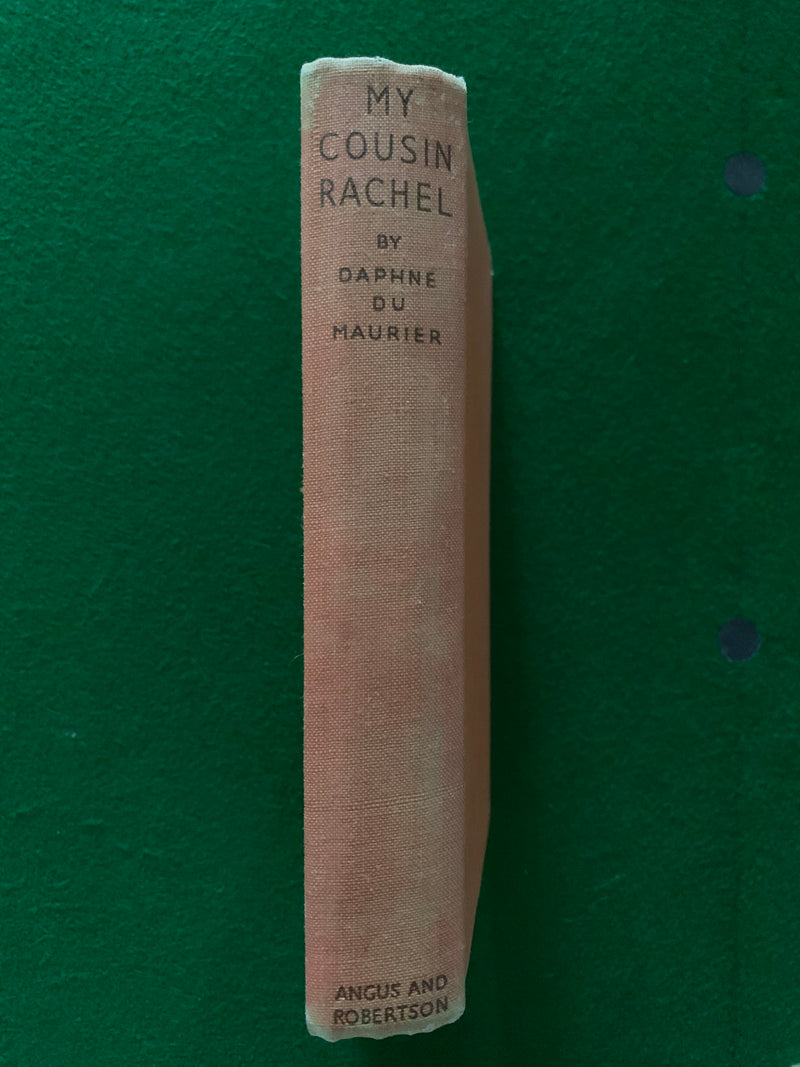 MY
COUSIN
RACHEL
BY
DAPHNE
DU
MAURIER
ANGUS AND
ROBERTSON